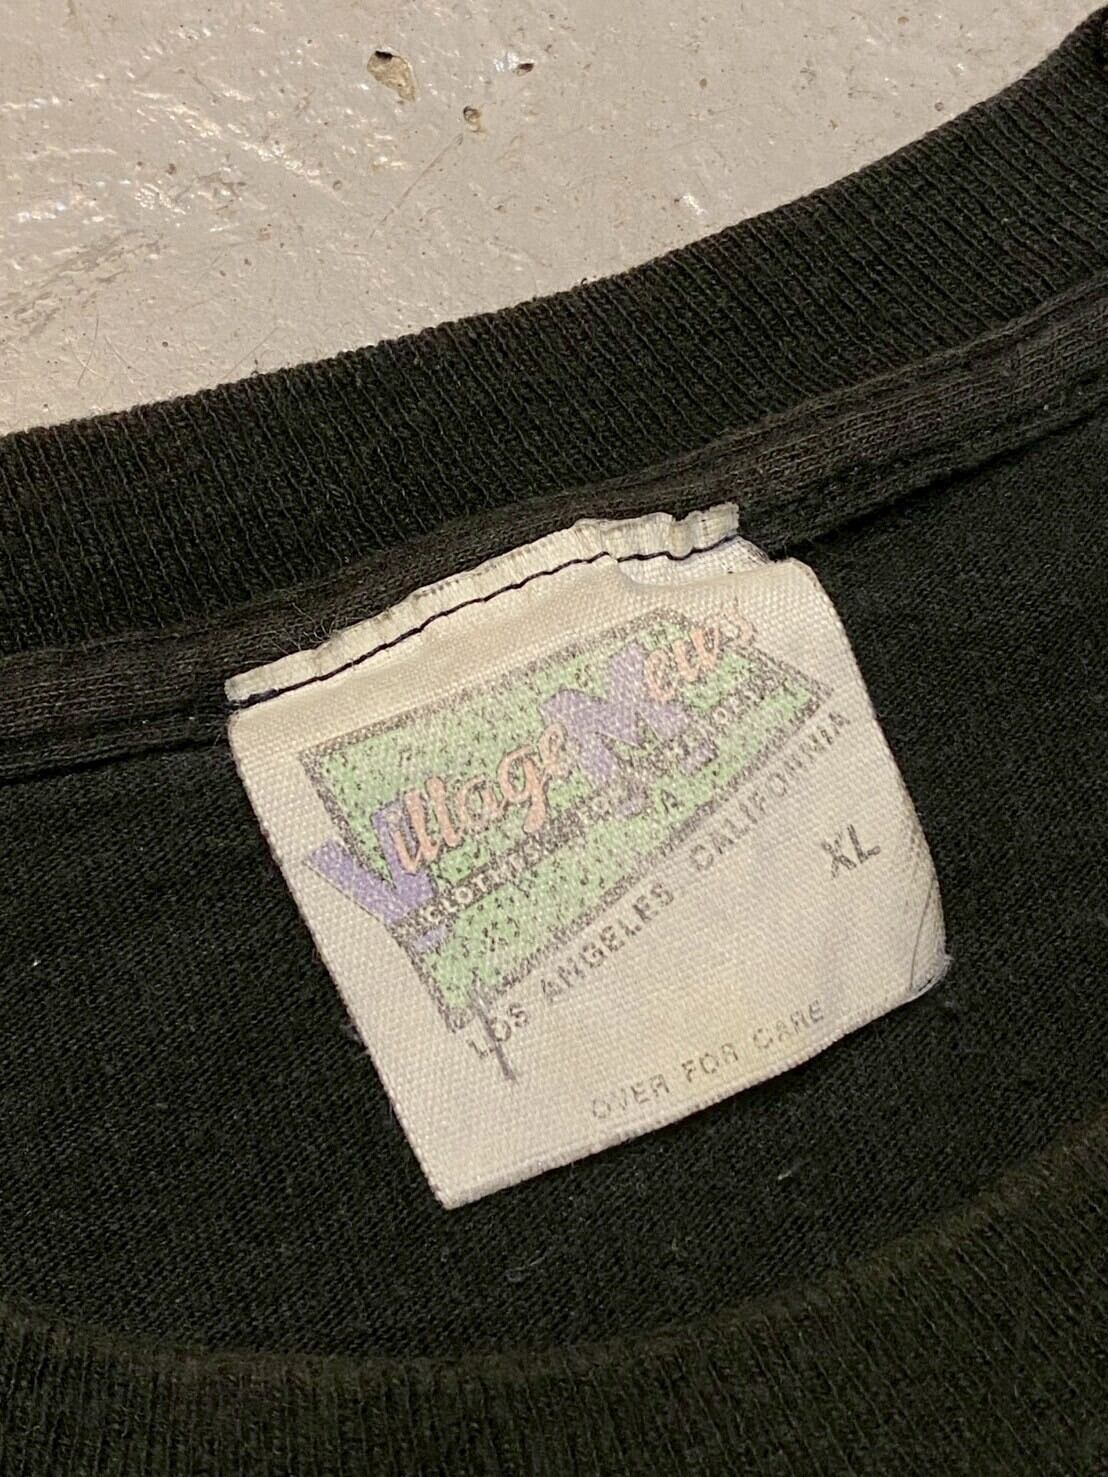 Village Mews
LOS ANGELES CALIFORNIA
XL
OVER FOR CARE